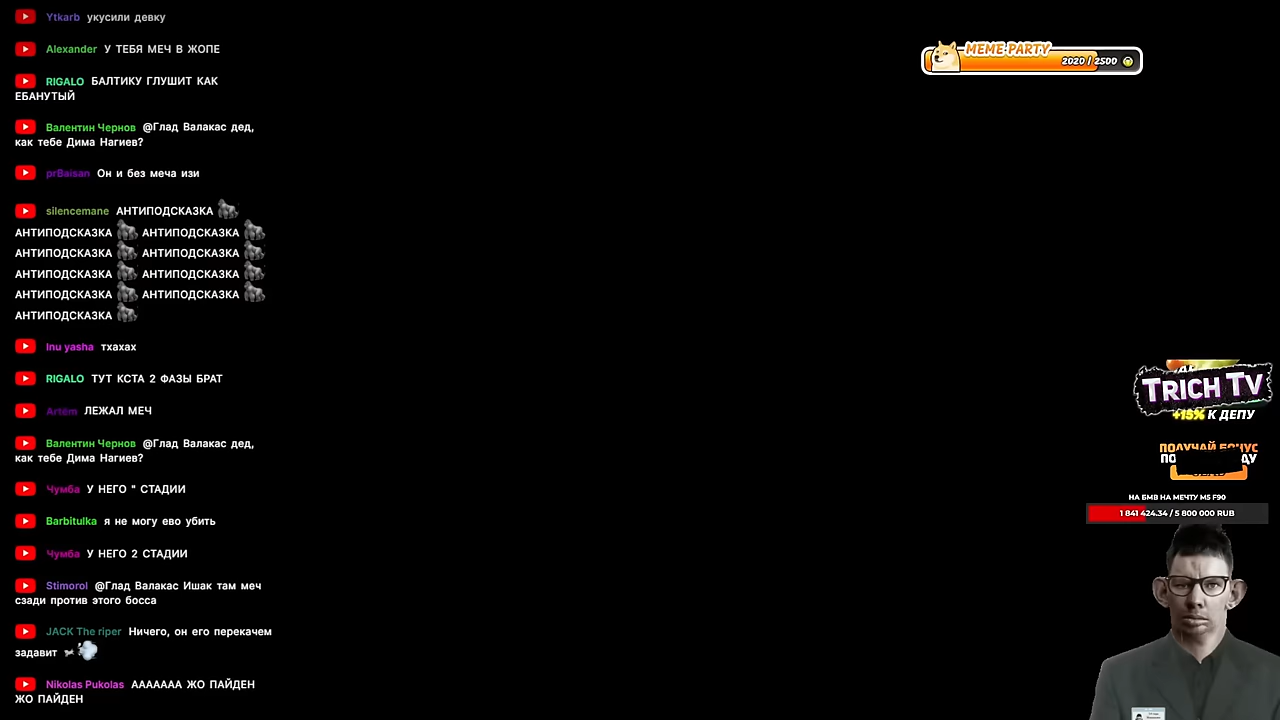 Ytkarb укусили девку
Alexander У ТЕБЯ МЕЧ В ЖОПЕ
RIGALO БАЛТИКУ ГЛУШИТ КАК
ЕБАНУТЫЙ
Валентин Чернов @Глад Валакас дед,
как тебе Дима Нагиев?
prBaisan Он и без меча изи
silencemane АНТИПОДСКАЗКА
АНТИПОДСКАЗКА АНТИПОДСКАЗКА
АНТИПОДСКАЗКА АНТИПОДСКАЗКА
АНТИПОДСКАЗКА АНТИПОДСКАЗКА
АНТИПОДСКАЗКА АНТИПОДСКАЗКА
АНТИПОДСКАЗКА
Inu yasha тхахах
RIGALO ТУТ КСТА 2 ФАЗЫ БРАТ
Artëm ЛЕЖАЛ МЕЧ
Валентин Чернов @Глад Валакас дед,
как тебе Дима Нагиев?
Чумба У НЕГО " СТАДИИ
Barbitulka я не могу ево убить
Чумба У НЕГО 2 СТАДИИ
Stimorol @Глад Валакас Ишак там меч
сзади против этого босса
JACK The riper Ничего, он его перекачем
задавит
Nikolas Pukolas ААААААА ЖО ПАЙДЕН
ЖО ПАЙДЕН
MEME PARTY
2020 / 2500
TRICH TV
+15% К ДЕПУ
ПОЛУЧАЙ БОНУС
НА БМВ НА МЕЧТУ M5 F90
1 841 424.34 / 5 800 000 RUB